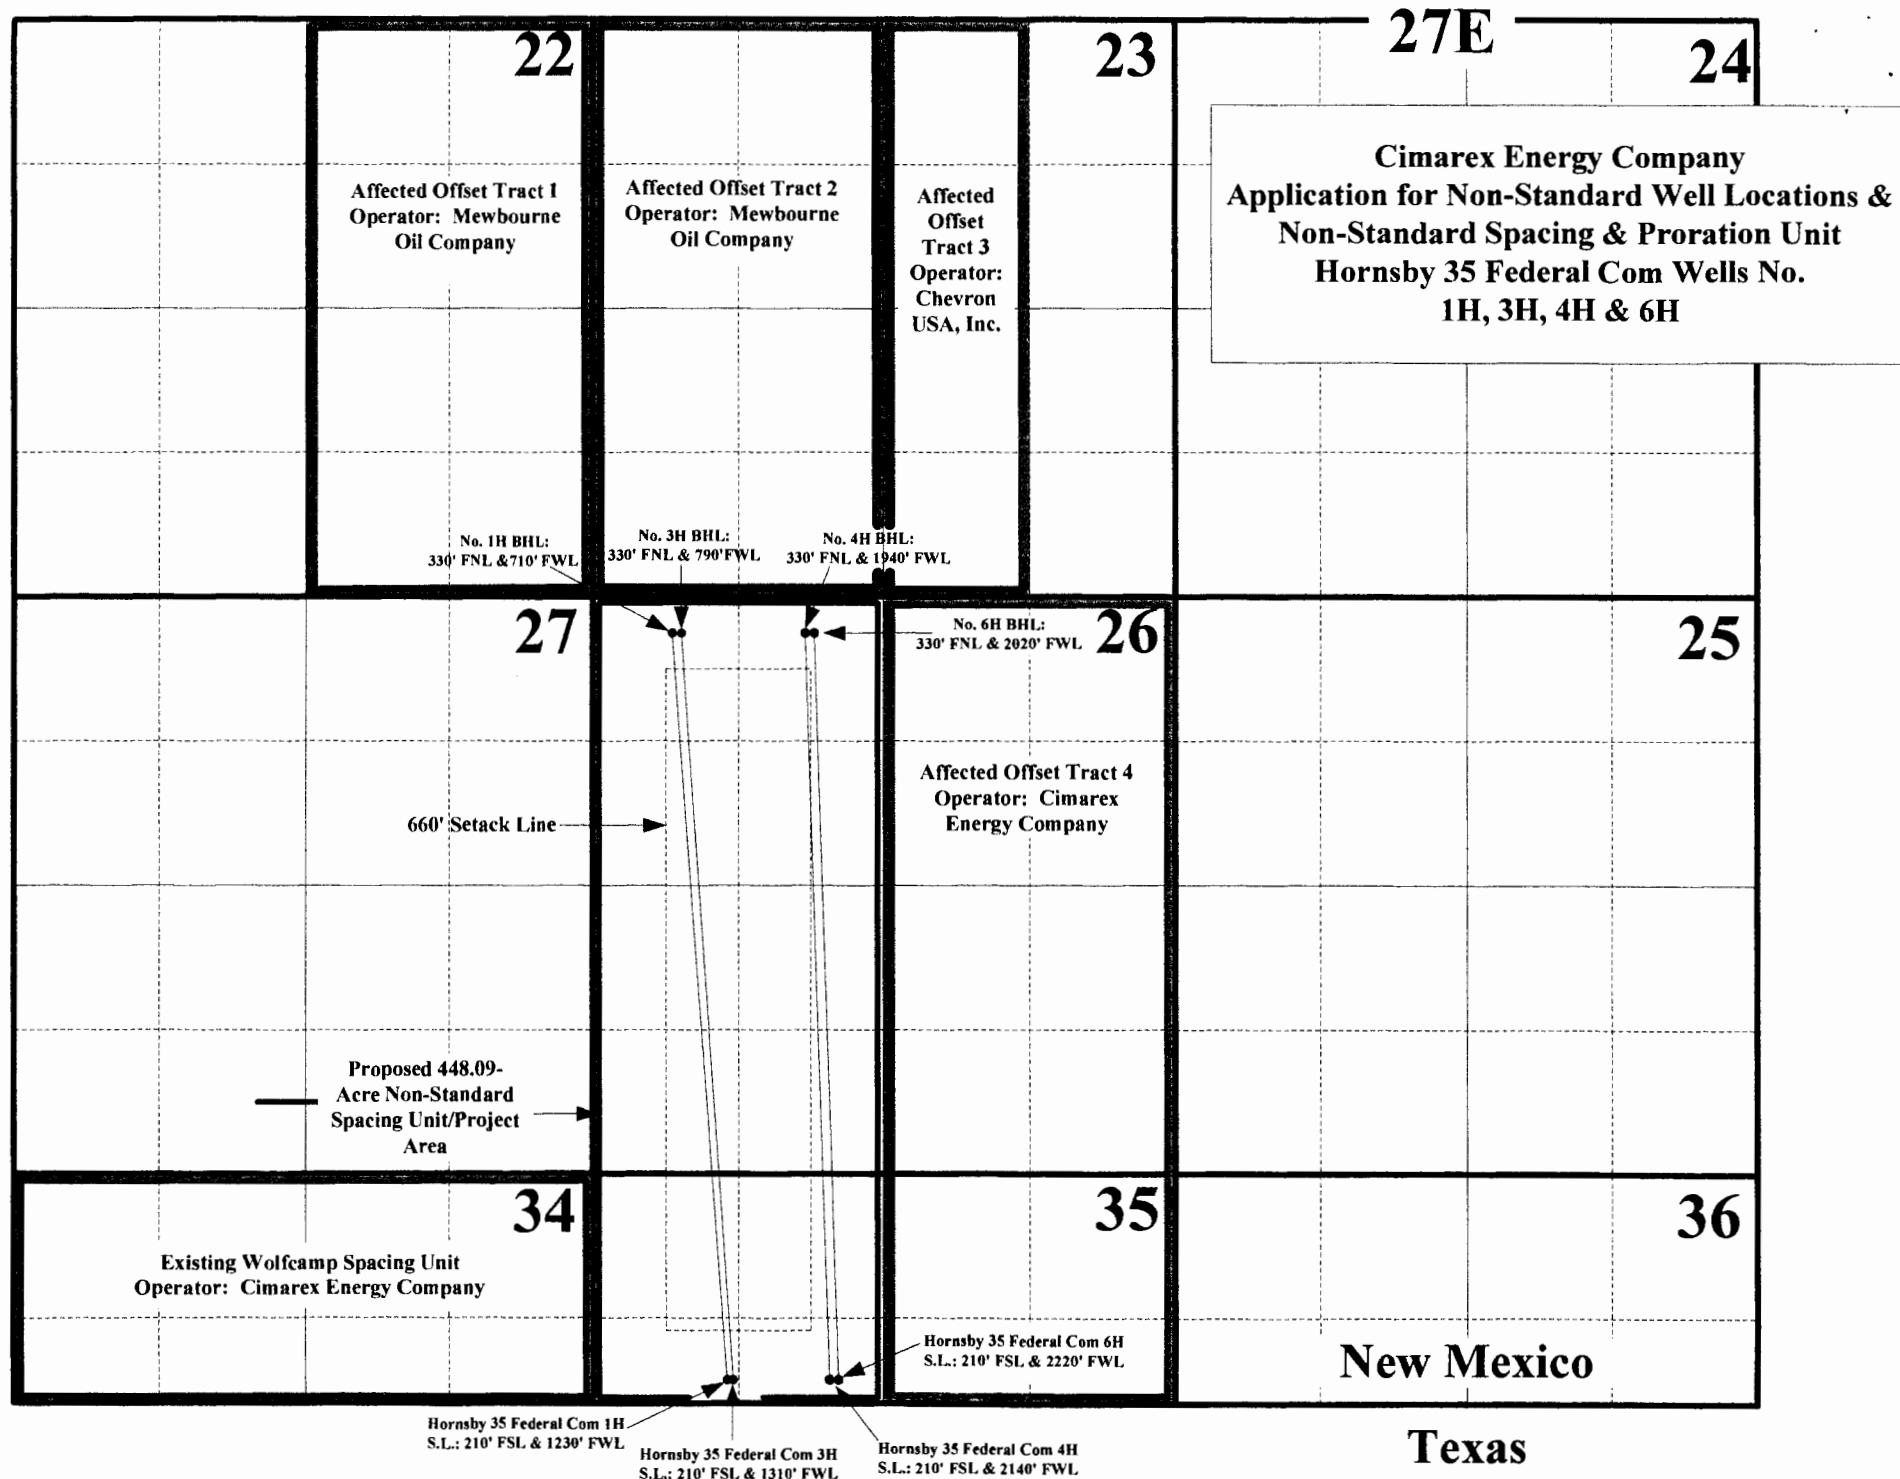 27E
22
23
24
Cimarex Energy Company
Application for Non-Standard Well Locations &
Non-Standard Spacing & Proration Unit
Hornsby 35 Federal Com Wells No.
1H, 3H, 4H & 6H
Affected Offset Tract 1
Operator: Mewbourne
Oil Company
Affected Offset Tract 2
Operator: Mewbourne
Oil Company
Affected
Offset
Tract 3
Operator:
Chevron
USA, Inc.
No. 1H BHL:
330' FNL &710' FWL
No. 3H BHL:
330' FNL & 790'FWL
No. 4H BHL:
330' FNL & 1940' FWL
27
No. 6H BHL:
330' FNL & 2020' FWL
26
25
Affected Offset Tract 4
Operator: Cimarex
Energy Company
660' Setack Line
Proposed 448.09-
Acre Non-Standard
Spacing Unit/Project
Area
34
35
36
Existing Wolfcamp Spacing Unit
Operator: Cimarex Energy Company
Hornsby 35 Federal Com 6H
S.L.: 210' FSL & 2220' FWL
New Mexico
Hornsby 35 Federal Com 1H
S.L.: 210' FSL & 1230' FWL
Hornsby 35 Federal Com 3H
S.L.: 210' FSL & 1310' FWL
Hornsby 35 Federal Com 4H
S.L.: 210' FSL & 2140' FWL
Texas